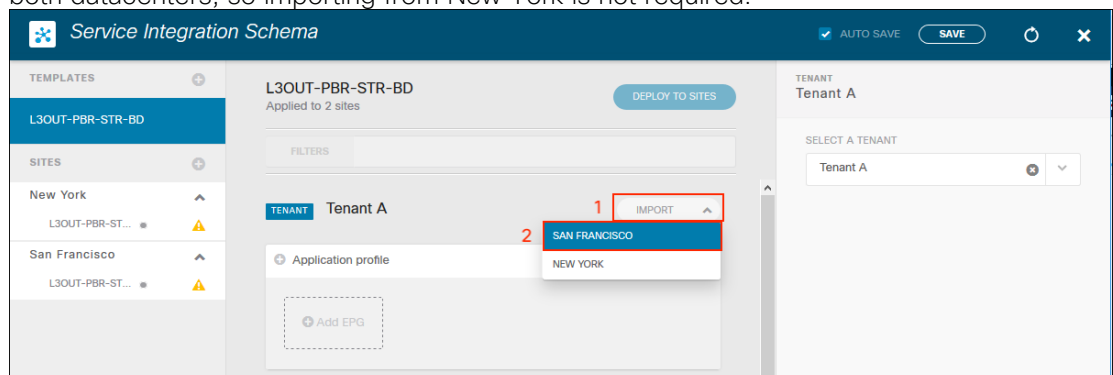 both datacenters, so importing from New York is not required.
Service Integration Schema
AUTO SAVE
SAVE
TEMPLATES
L3OUT-PBR-STR-BD
SITES
New York
L3OUT-PBR-ST...
San Francisco
L3OUT-PBR-ST...
L3OUT-PBR-STR-BD
Applied to 2 sites
DEPLOY TO SITES
FILTERS
TENANT Tenant A
1 IMPORT
2 SAN FRANCISCO
NEW YORK
Application profile
Add EPG
TENANT
Tenant A
SELECT A TENANT
Tenant A